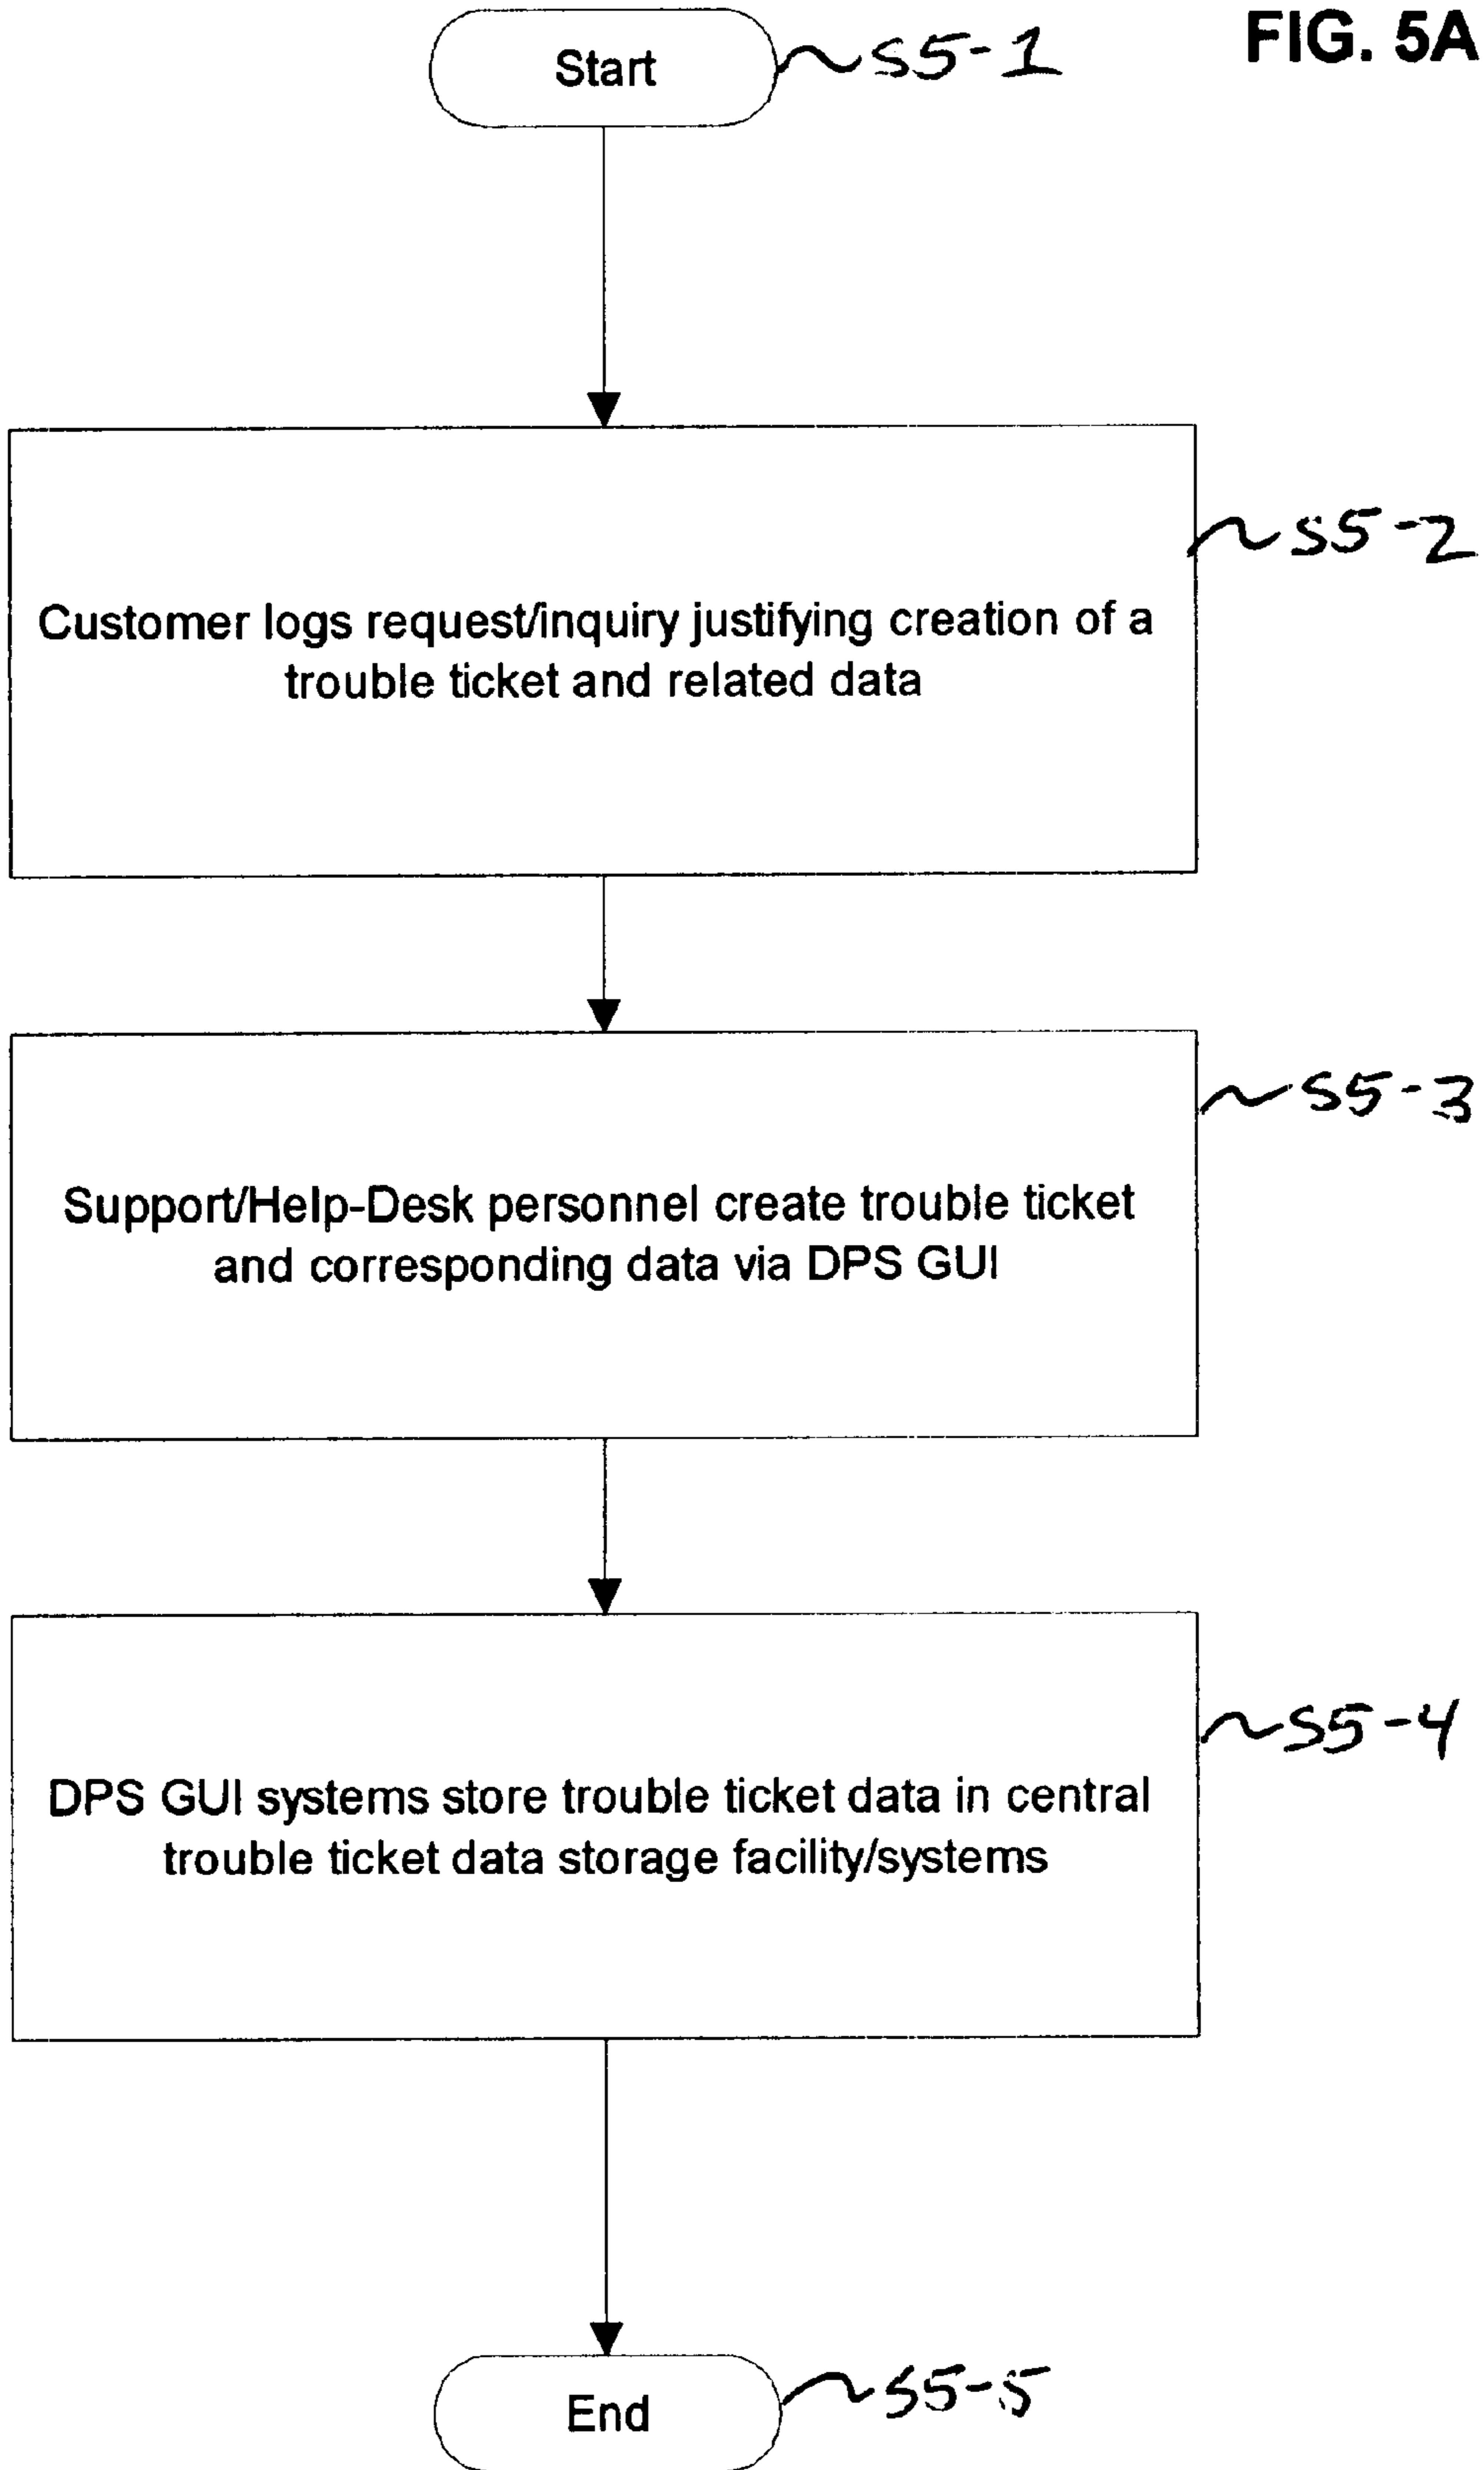 FIG. 5A
Start
S5-1
S5-2
Customer logs request/inquiry justifying creation of a
trouble ticket and related data
S5-3
Support/Help-Desk personnel create trouble ticket
and corresponding data via DPS GUI
S5-4
DPS GUI systems store trouble ticket data in central
trouble ticket data storage facility/systems
End
S5-5